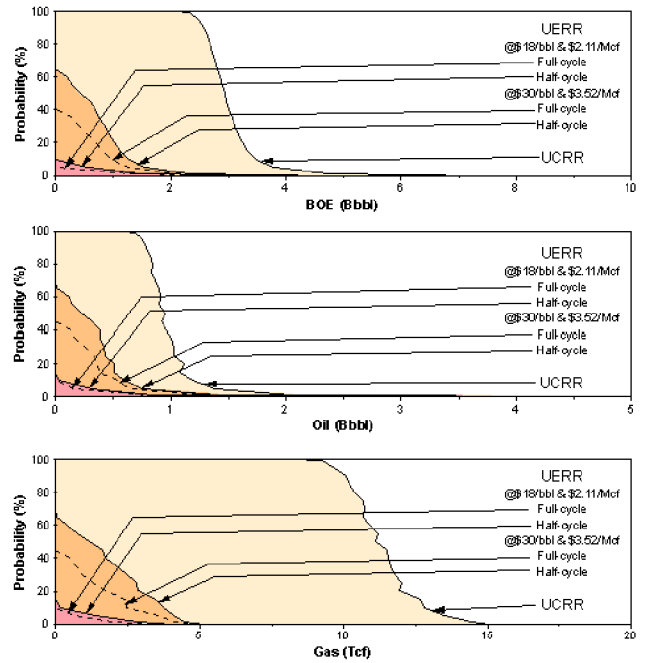 Probability (%)
100
80
60
40
20
0
UERR
@$18/bbl & $2.11/Mcf
Full-cycle
Half-cycle
@$30/bbl & $3.52/Mcf
Full-cycle
Half-cycle
UCRR
0 2 4 6 8 10
BOE (Bbbl)
Probability (%)
100
80
60
40
20
0
UERR
@$18/bbl & $2.11/Mcf
Full-cycle
Half-cycle
@$30/bbl & $3.52/Mcf
Full-cycle
Half-cycle
UCRR
0 1 2 3 4 5
Oil (Bbbl)
Probability (%)
100
80
60
40
20
0
UERR
@$18/bbl & $2.11/Mcf
Full-cycle
Half-cycle
@$30/bbl & $3.52/Mcf
Full-cycle
Half-cycle
UCRR
0 5 10 15 20
Gas (Tcf)